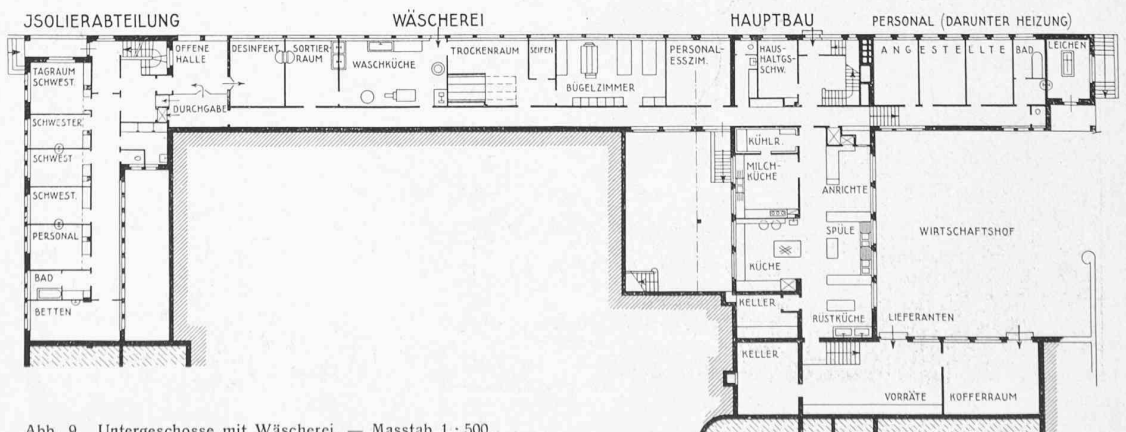 JSOLIERABTEILUNG
WÄSCHEREI
HAUPTBAU
PERSONAL (DARUNTER HEIZUNG)
TAGRAUM
SCHWEST.
OFFENE
HALLE
DESINFEKT.
SORTIER-
RAUM
WASCHKÜCHE
TROCKENRAUM
SEIFEN
BÜGELZIMMER
PERSONAL-
ESSZIM.
HAUS-
HALTGS-
SCHW.
ANGESTELLTE
BAD
LEICHEN
DURCHGABE
SCHWESTER
SCHWEST
SCHWEST.
PERSONAL
BAD
BETTEN
KÜHLR.
MILCH-
KÜCHE
ANRICHTE
SPÜLE
KÜCHE
WIRTSCHAFTSHOF
KELLER
RÜSTKÜCHE
LIEFERANTEN
KELLER
VORRÄTE
KOFFERRAUM
Abb. 9. Untergeschosse mit Wäscherei. — Masstab 1 : 500.